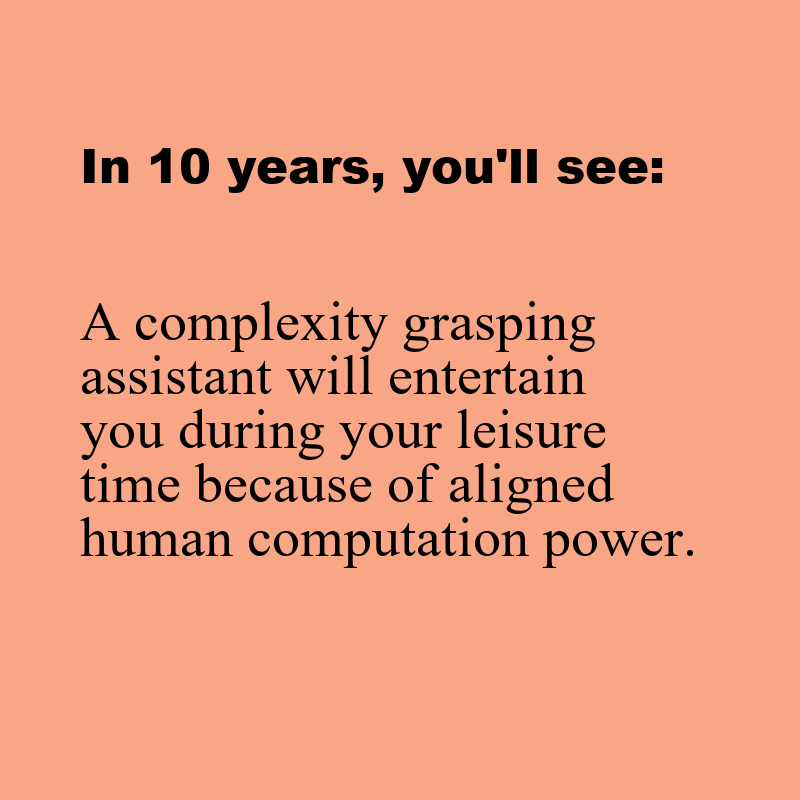 In 10 years, you'll see:
A complexity grasping
assistant will entertain
you during your leisure
time because of aligned
human computation power.